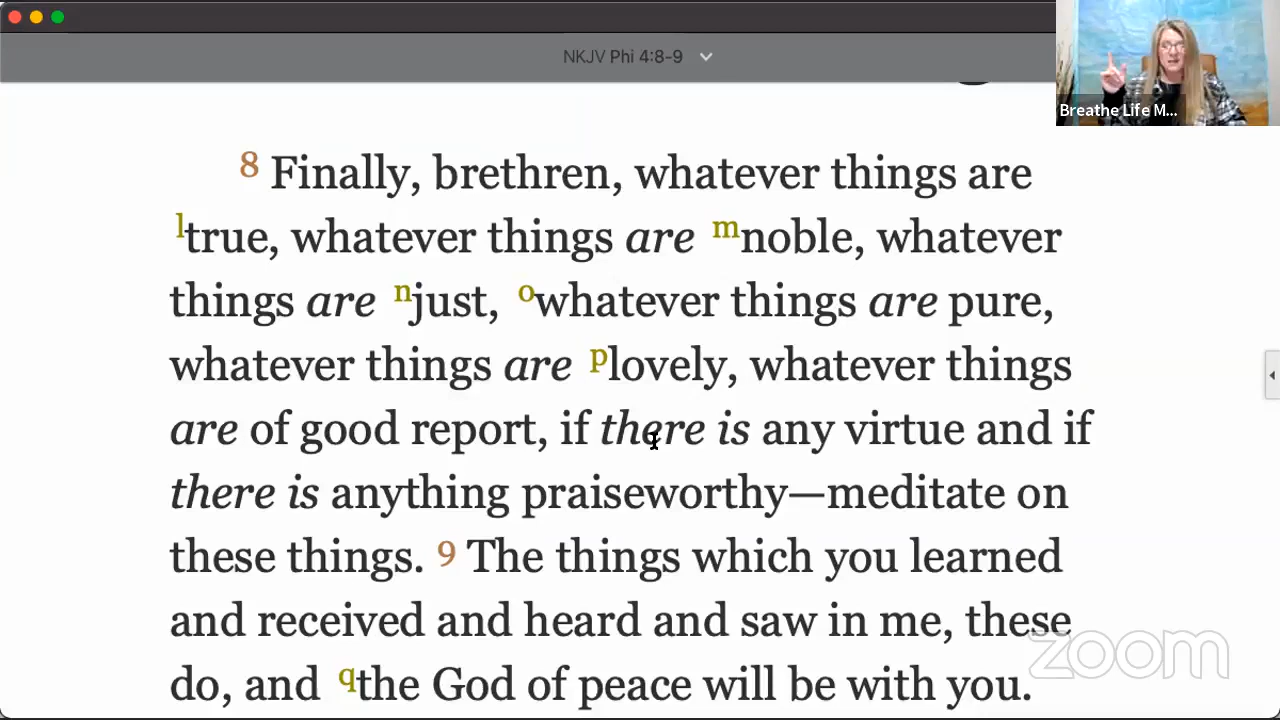 NKJV Phi 4:8-9
Breathe Life M...
8 Finally, brethren, whatever things are
ltrue, whatever things are mnoble, whatever
things are njust, owhatever things are pure,
whatever things are plovely, whatever things
are of good report, if there is any virtue and if
there is anything praiseworthy—meditate on
these things. 9 The things which you learned
and received and heard and saw in me, these
do, and qthe God of peace will be with you.
zoom